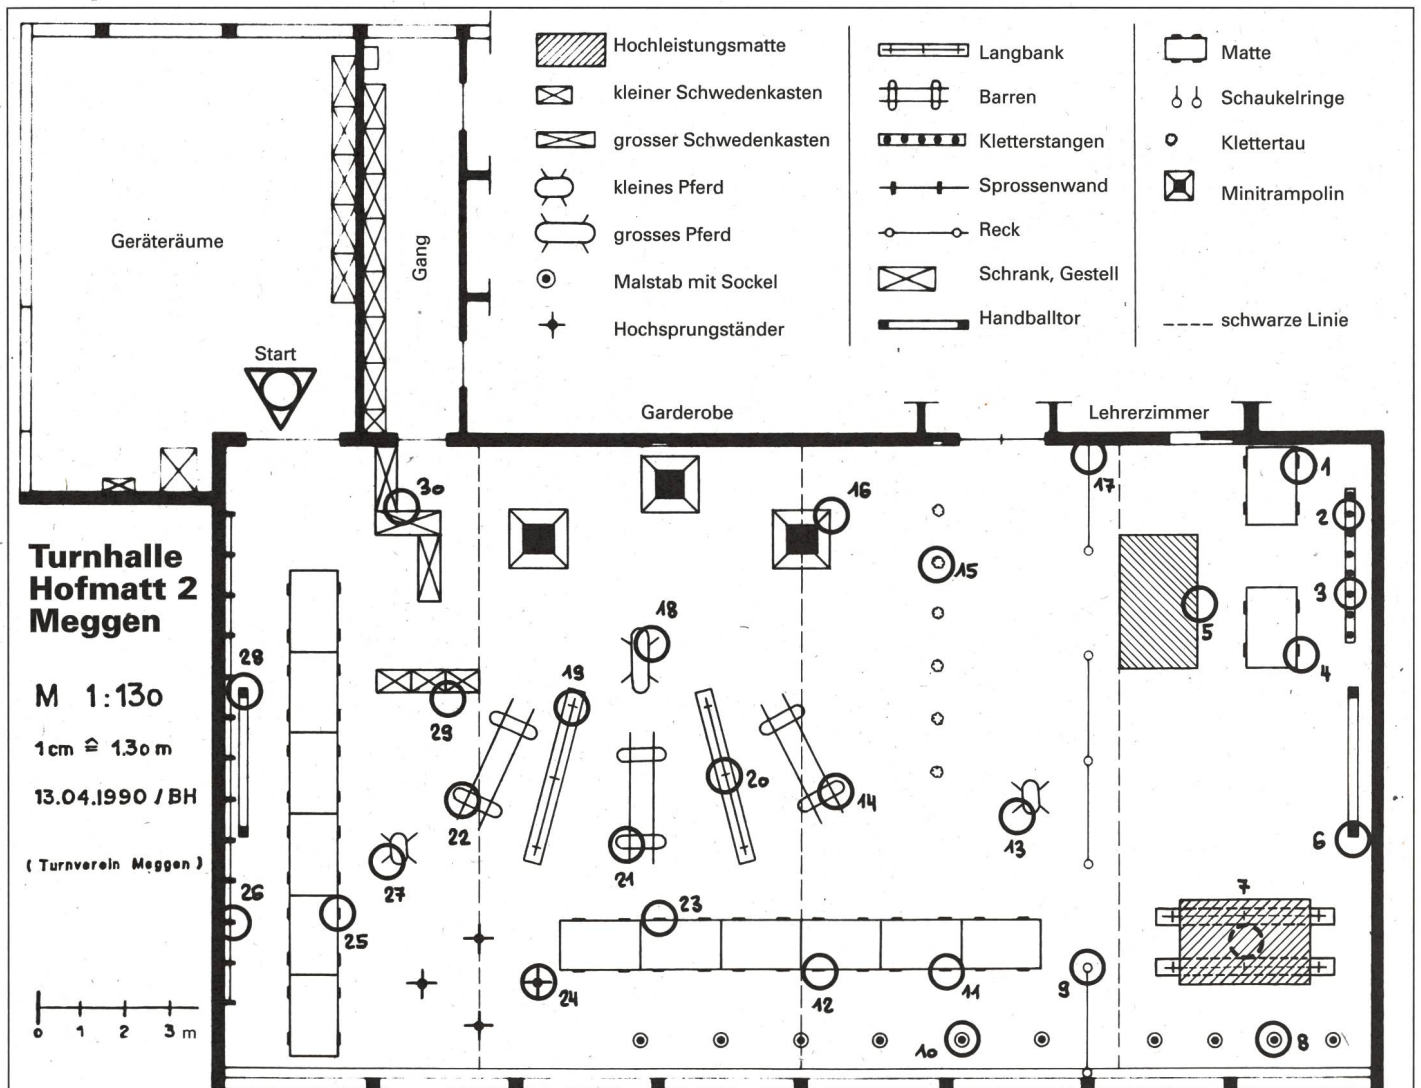 Hochleistungsmatte
kleiner Schwedenkasten
grosser Schwedenkasten
kleines Pferd
grosses Pferd
Malstab mit Sockel
Hochsprungständer
Langbank
Barren
Kletterstangen
Sprossenwand
Reck
Schrank, Gestell
Handballtor
Matte
Schaukelringe
Klettertau
Minitrampolin
schwarze Linie
Geräteräume
Gang
Start
Garderobe
Lehrerzimmer
Turnhalle
Hofmatt 2
Meggen
M 1:130
1cm ≙ 1.30 m
13.04.1990 / BH
( Turnverein Meggen )
0 1 2 3 m
1
2
3
4
5
6
7
8
9
10
11
12
13
14
15
16
17
18
19
20
21
22
23
24
25
26
27
28
29
30